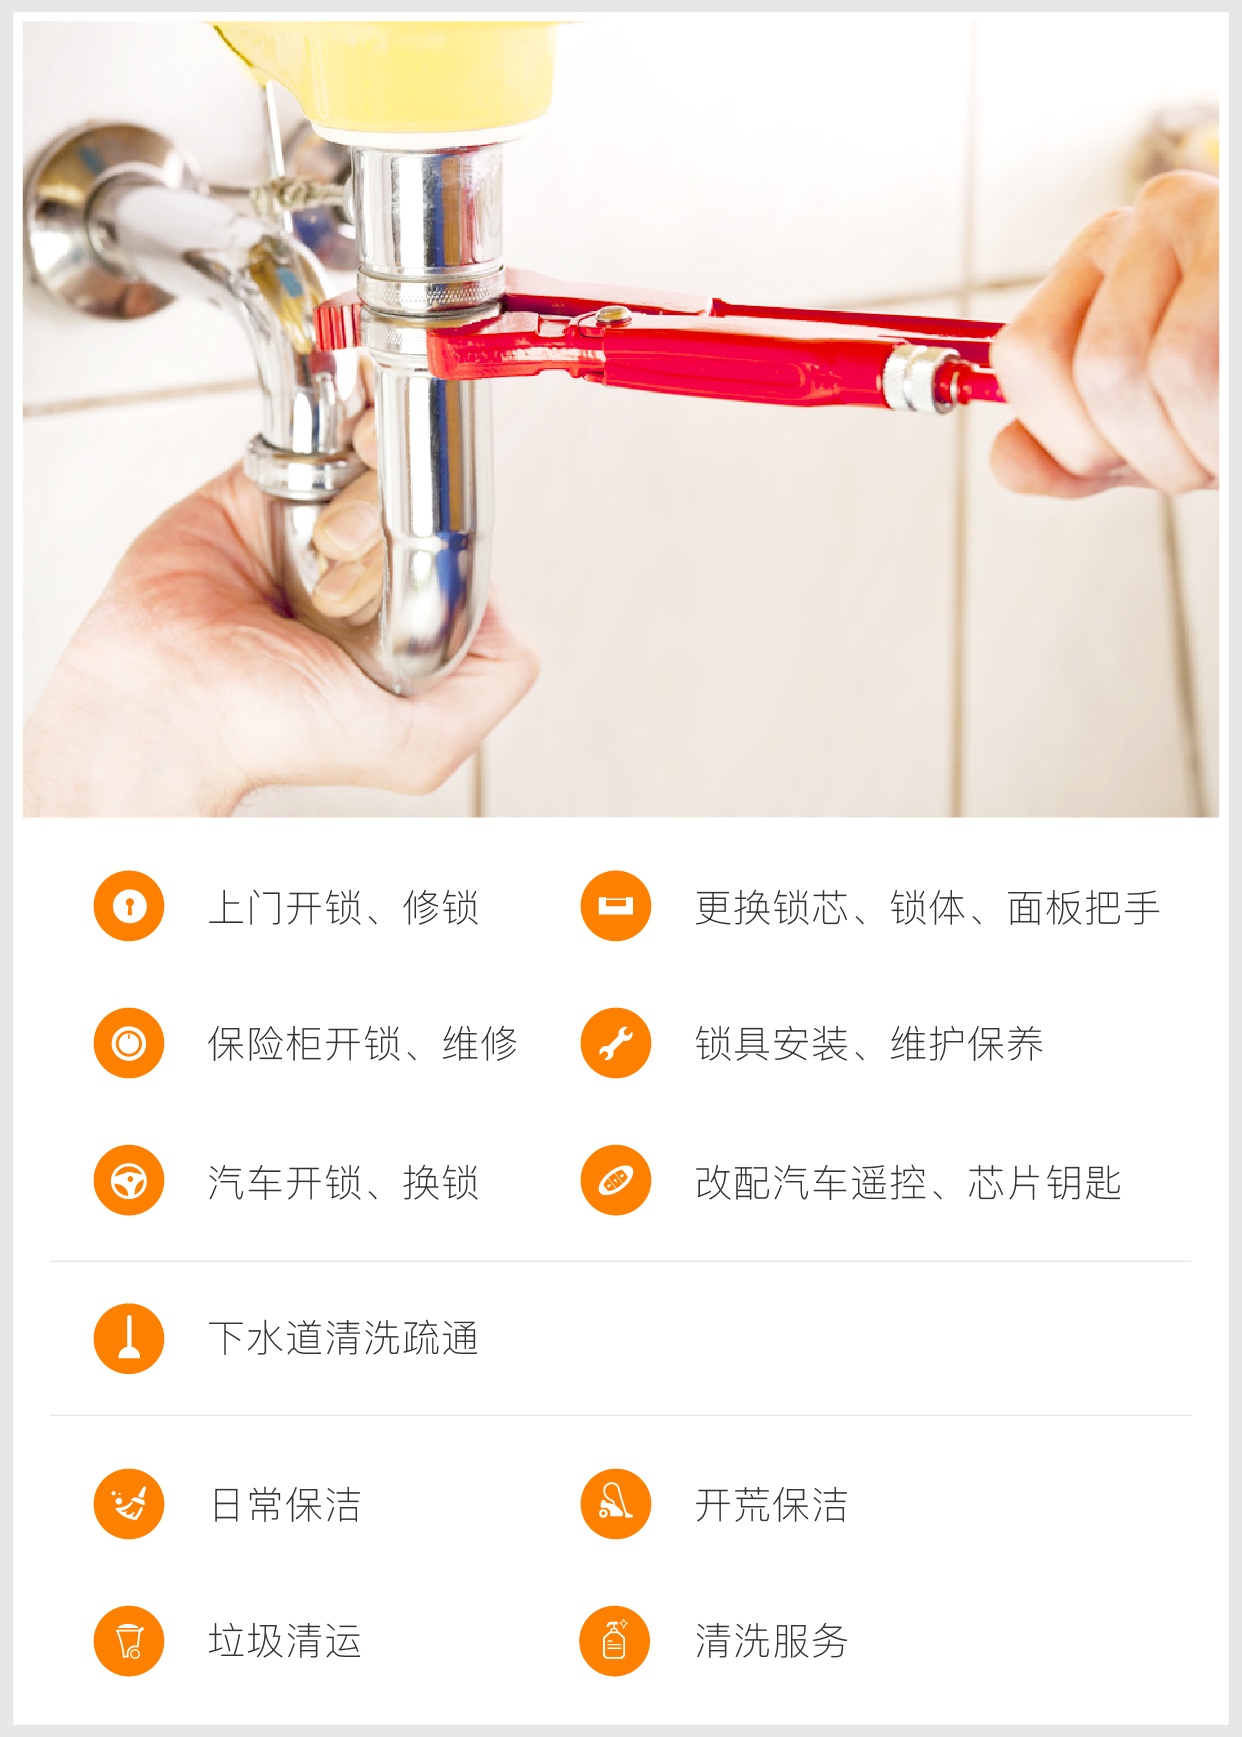 上门开锁、修锁
更换锁芯、锁体、面板把手
保险柜开锁、维修
锁具安装、维护保养
汽车开锁、换锁
改配汽车遥控、芯片钥匙
下水道清洗疏通
日常保洁
开荒保洁
垃圾清运
清洗服务